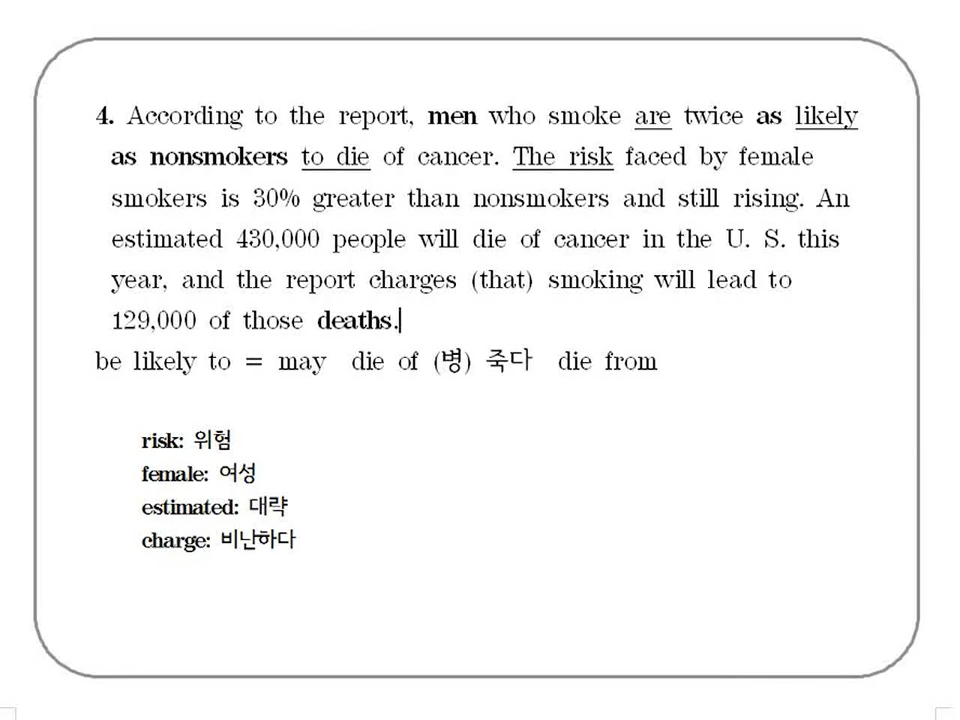 4. According to the report, men who smoke are twice as likely
as nonsmokers to die of cancer. The risk faced by female
smokers is 30% greater than nonsmokers and still rising. An
estimated 430,000 people will die of cancer in the U. S. this
year, and the report charges (that) smoking will lead to
129,000 of those deaths.
be likely to = may die of (병) 죽다 die from
risk: 위험
female: 여성
estimated: 대략
charge: 비난하다